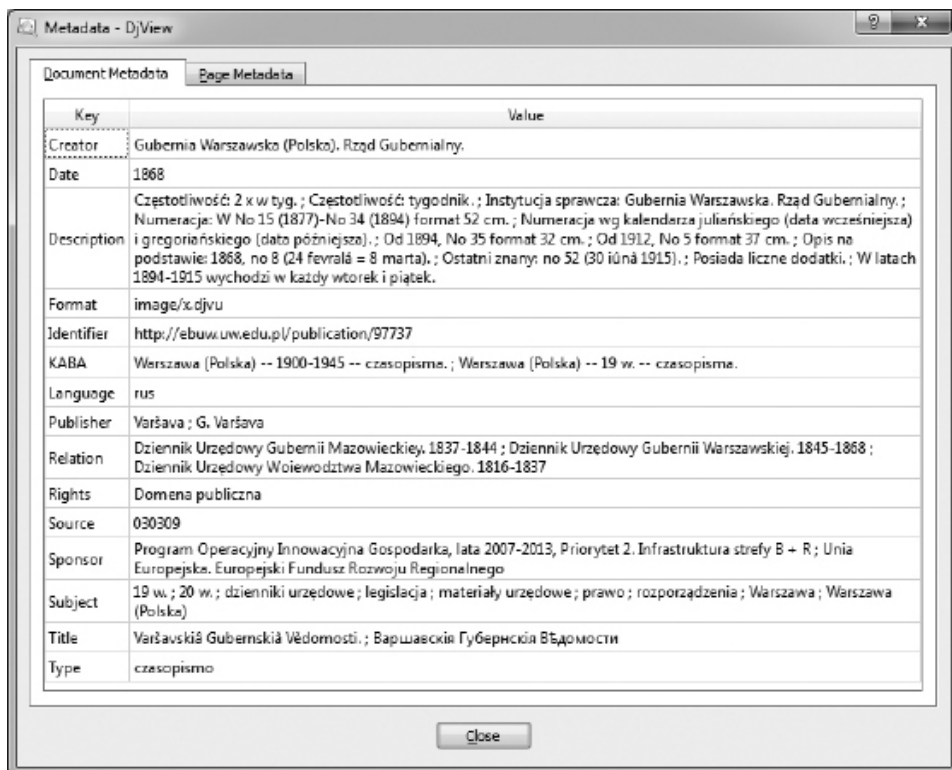 Metadata - DjView
Document Metadata Page Metadata
Key Value
Creator Gubernia Warszawska (Polska). Rząd Gubernialny.
Date 1868
Częstotliwość: 2 x w tyg. ; Częstotliwość: tygodnik. ; Instytucja sprawcza: Gubernia Warszawska. Rząd Gubernialny. ;
Numeracja: W No 15 (1877)-No 34 (1894) format 52 cm. ; Numeracja wg kalendarza juliańskiego (data wcześniejsza)
Description i gregoriańskiego (data późniejsza). ; Od 1894, No 35 format 32 cm. ; Od 1912, No 5 format 37 cm. ; Opis na
podstawie: 1868, no 8 (24 fevralâ = 8 marta). ; Ostatni znany: no 52 (30 iûnâ 1915). ; Posiada liczne dodatki. ; W latach
1894-1915 wychodzi w każdy wtorek i piątek.
Format image/x.djvu
Identifier http://ebuw.uw.edu.pl/publication/97737
KABA Warszawa (Polska) -- 1900-1945 -- czasopisma. ; Warszawa (Polska) -- 19 w. -- czasopisma.
Language rus
Publisher Varšava ; G. Varšava
Relation Dziennik Urzędowy Gubernii Mazowieckiey. 1837-1844 ; Dziennik Urzędowy Gubernii Warszawskiej. 1845-1868 ;
Dziennik Urzędowy Woiewodztwa Mazowieckiego. 1816-1837
Rights Domena publiczna
Source 030309
Sponsor Program Operacyjny Innowacyjna Gospodarka, lata 2007-2013, Priorytet 2. Infrastruktura strefy B + R ; Unia
Europejska. Europejski Fundusz Rozwoju Regionalnego
Subject 19 w. ; 20 w. ; dzienniki urzędowe ; legislacja ; materiały urzędowe ; prawo ; rozporządzenia ; Warszawa ; Warszawa
(Polska)
Title Varšavskiâ Gubernskiâ Vědomosti. ; Варшавскія Губернскія Вѣдомости
Type czasopismo
Close